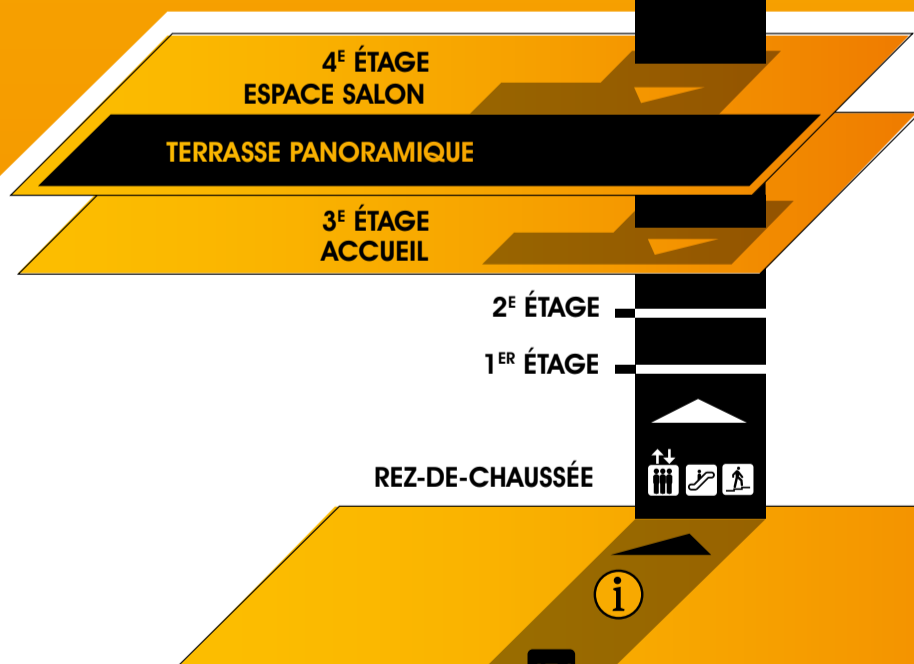 4E ÉTAGE
ESPACE SALON
TERRASSE PANORAMIQUE
3E ÉTAGE
ACCUEIL
2E ÉTAGE
1ER ÉTAGE
REZ-DE-CHAUSSÉE
i